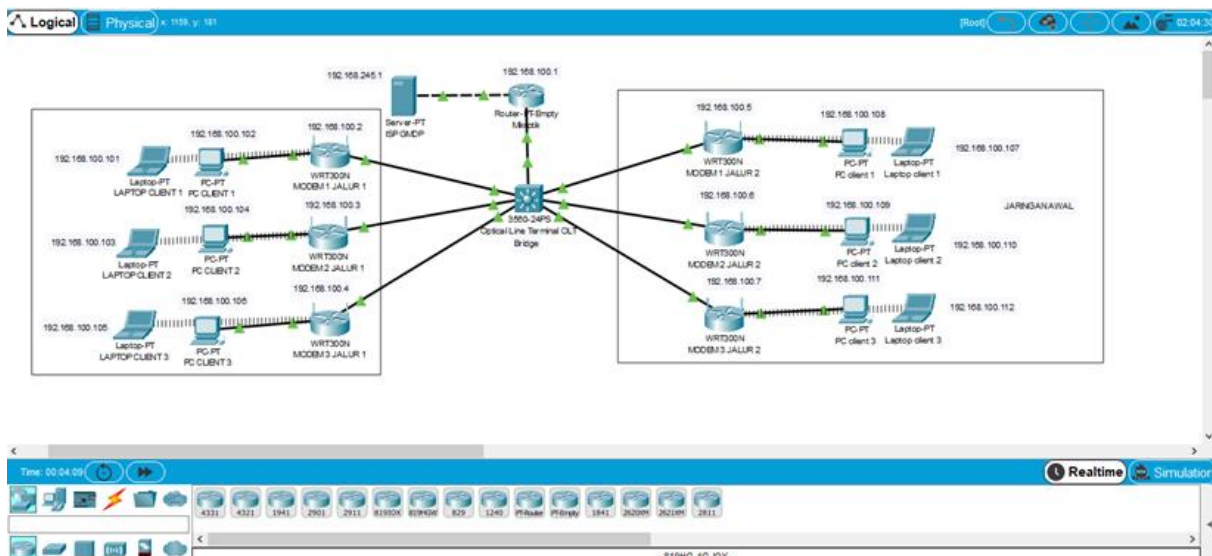 Logical
Physical
x: 1159, y: 181
[Root]
02:04:30
192.168.245.1
192.168.100.1
Server-PT
ISP GMDP
Router-PT-Empty
Mikrotik
192.168.100.102
192.168.100.2
192.168.100.101
Laptop-PT
LAPTOP CLIENT 1
PC-PT
PC CLIENT 1
WRT300N
MODEM 1 JALUR 1
192.168.100.104
192.168.100.3
192.168.100.103
Laptop-PT
LAPTOP CLIENT 2
PC-PT
PC CLIENT 2
WRT300N
MODEM 2 JALUR 1
192.168.100.106
192.168.100.4
192.168.100.105
Laptop-PT
LAPTOP CLIENT 3
PC-PT
PC CLIENT 3
WRT300N
MODEM 3 JALUR 1
3560-24PS
Optical Line Terminal OLT
Bridge
192.168.100.5
192.168.100.108
192.168.100.107
WRT300N
MODEM 1 JALUR 2
PC-PT
PC client 1
Laptop-PT
Laptop client 1
192.168.100.6
192.168.100.109
192.168.100.110
JARINGAN AWAL
WRT300N
MODEM 2 JALUR 2
PC-PT
PC client 2
Laptop-PT
Laptop client 2
192.168.100.7
192.168.100.111
192.168.100.112
WRT300N
MODEM 3 JALUR 2
PC-PT
PC client 3
Laptop-PT
Laptop client 3
Time: 00:04:09
Realtime
Simulation
4331
4321
1941
2901
2911
819IOX
819HGW
829
1240
PT-Router
PT-Empty
1841
2620XM
2621XM
2811